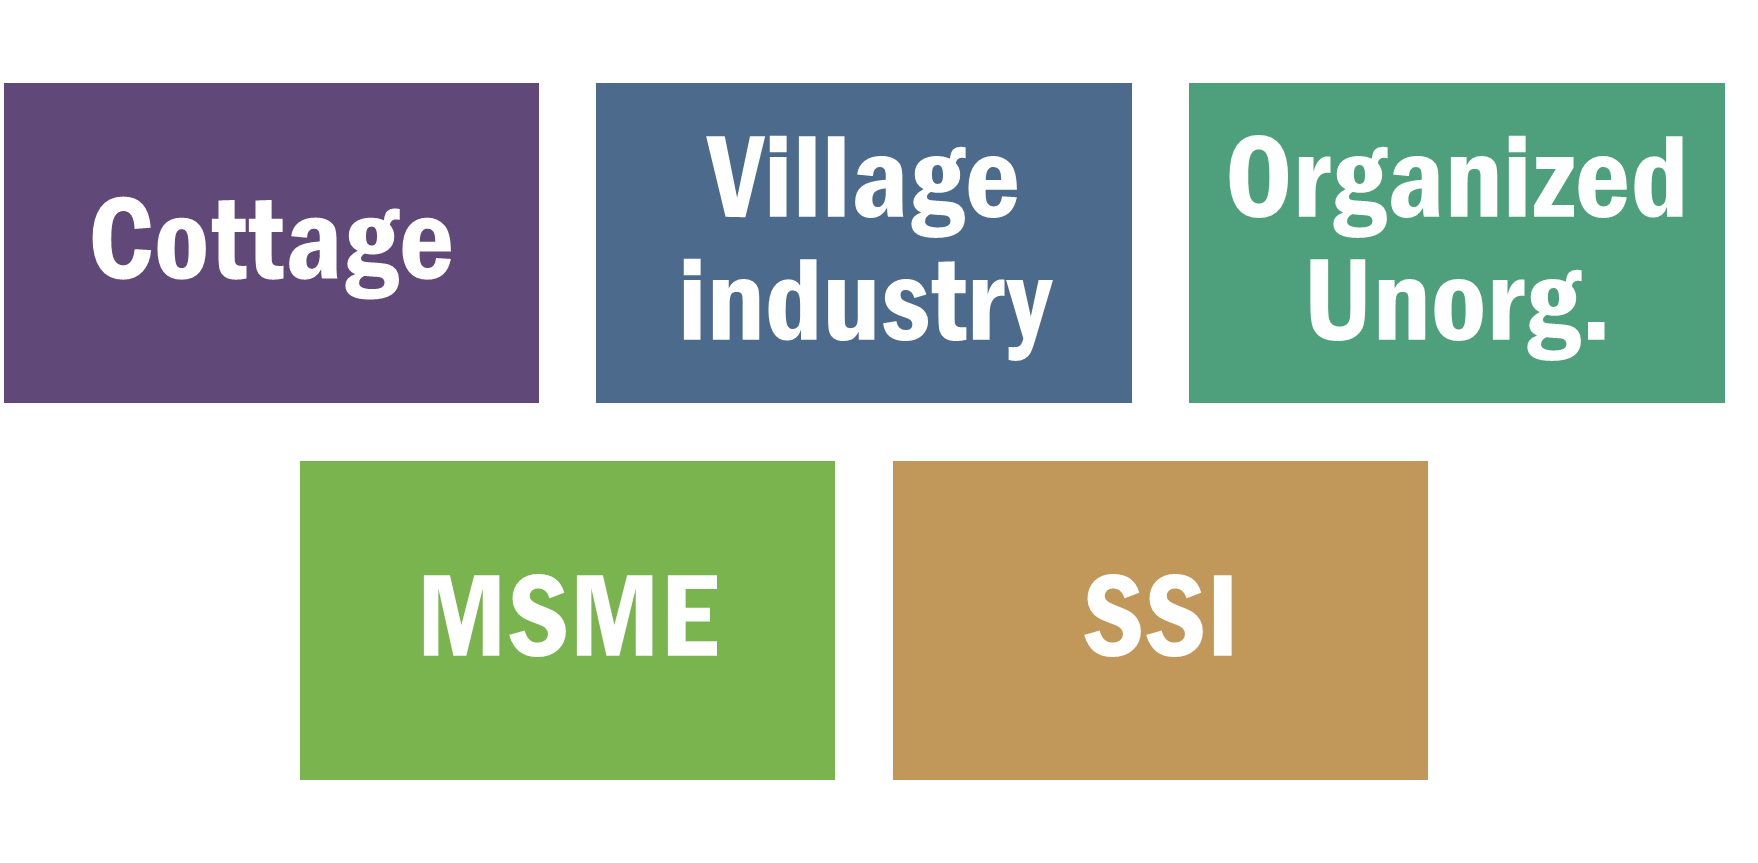 Cottage
Village
industry
Organized
Unorg.
MSME
SSI